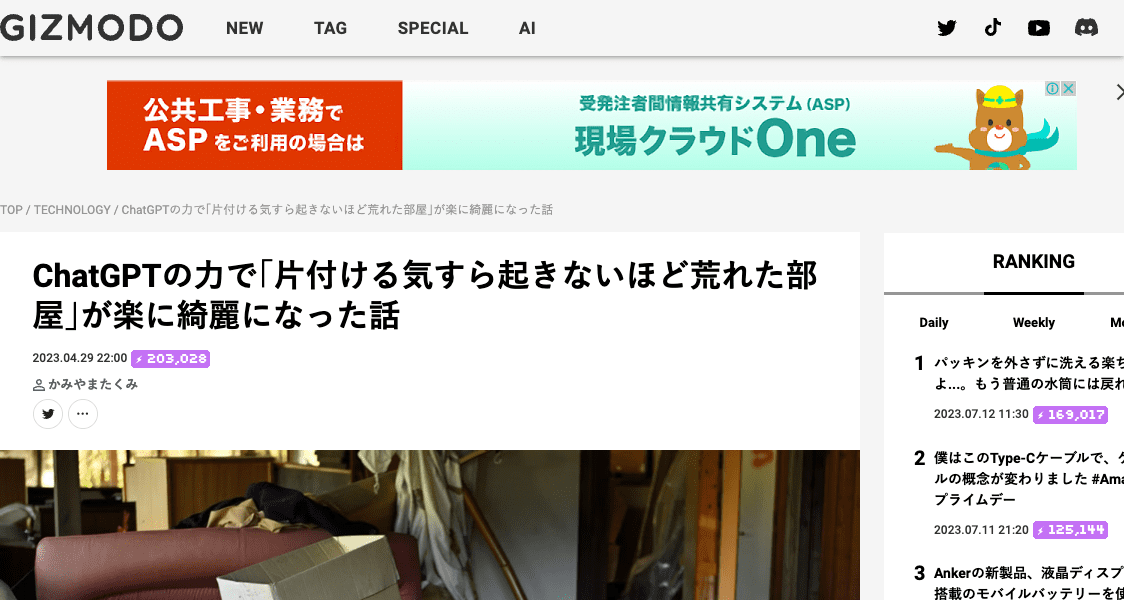 GIZMODO
NEW
TAG
SPECIAL
AI
公共工事・業務で
ASPをご利用の場合は
受発注者間情報共有システム(ASP)
現場クラウドOne
TOP / TECHNOLOGY / ChatGPTの力で｢片付ける気すら起きないほど荒れた部屋｣が楽に綺麗になった話
ChatGPTの力で｢片付ける気すら起きないほど荒れた部
屋｣が楽に綺麗になった話
2023.04.29 22:00 203,028
かみやまたくみ
RANKING
Daily
Weekly
1 パッキンを外さずに洗える楽ち
よ...。もう普通の水筒には戻れ
2023.07.12 11:30 169,017
2 僕はこのType-Cケーブルで、ケ
ルの概念が変わりました #Ama
プライムデー
2023.07.11 21:20 125,144
3 Ankerの新製品、液晶ディスプ
搭載のモバイルバッテリーを使